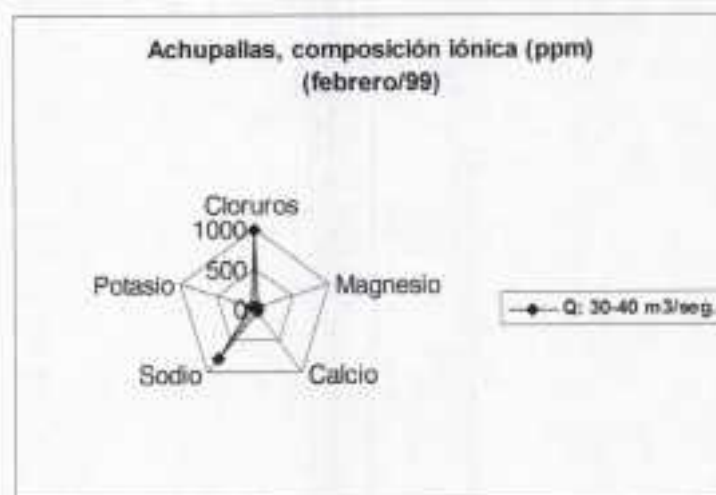 Achupallas, composición iónica (ppm)
(febrero/99)
Cloruros
1000
500
0
Potasio
Magnesio
Sodio
Calcio
Q: 30-40 m3/seg.